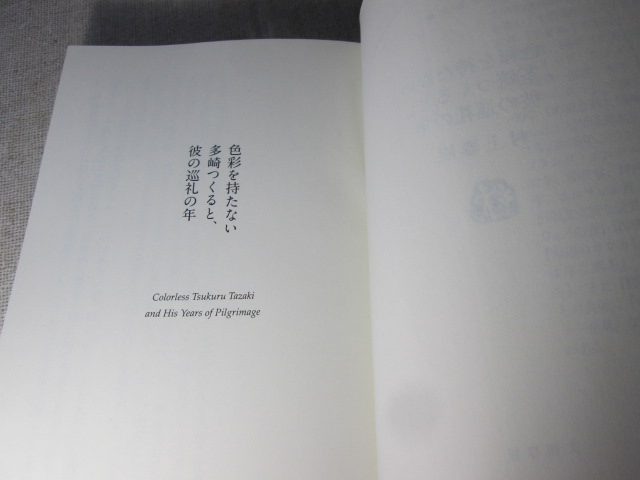 色彩を持たない
多崎つくると、
彼の巡礼の年
Colorless Tsukuru Tazaki
and His Years of Pilgrimage